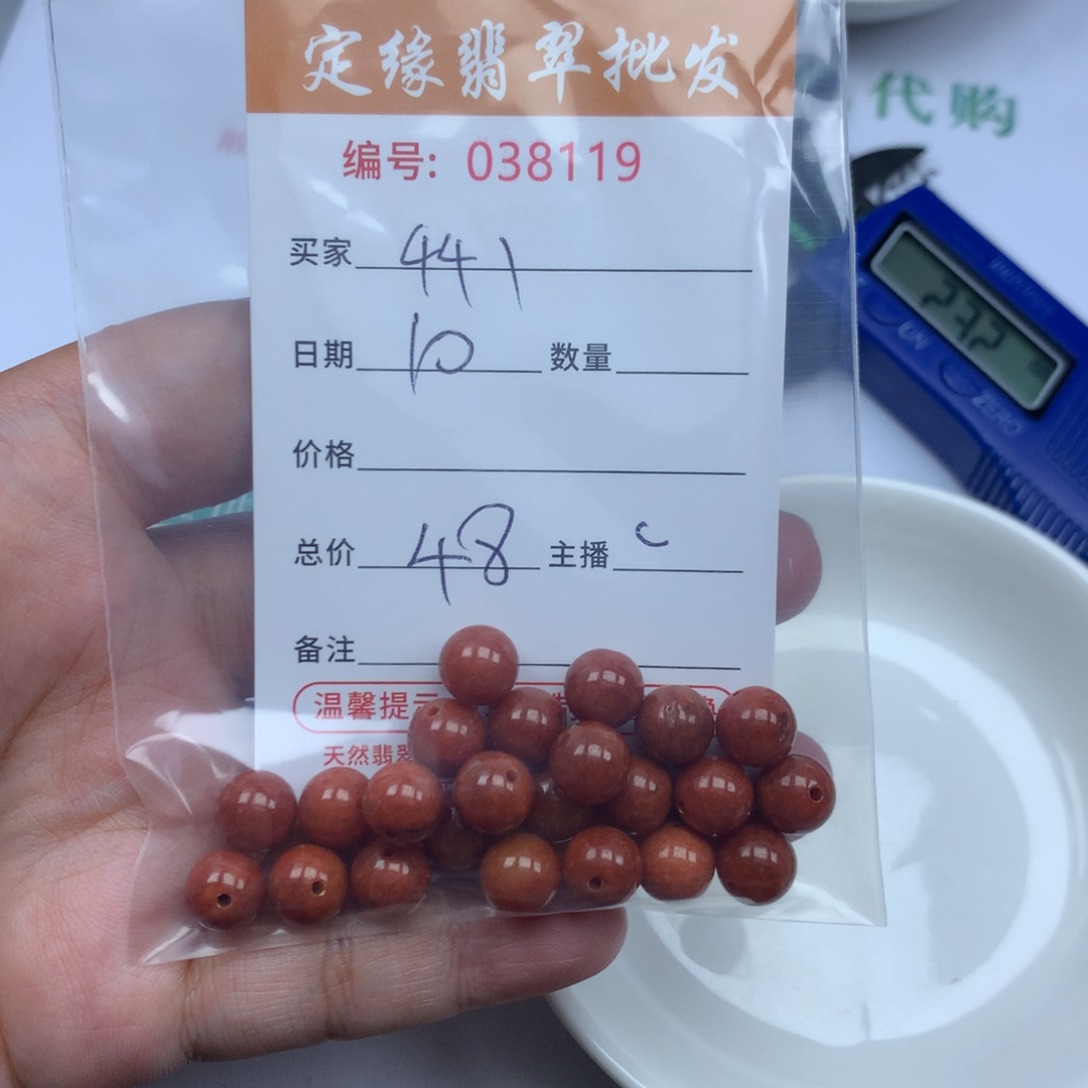 定缘翡翠批发
代购
编号: 038119
买家 441
日期 10 数量
价格
总价 48 主播
备注
温馨提示
天然翡翠
ON
ZERO